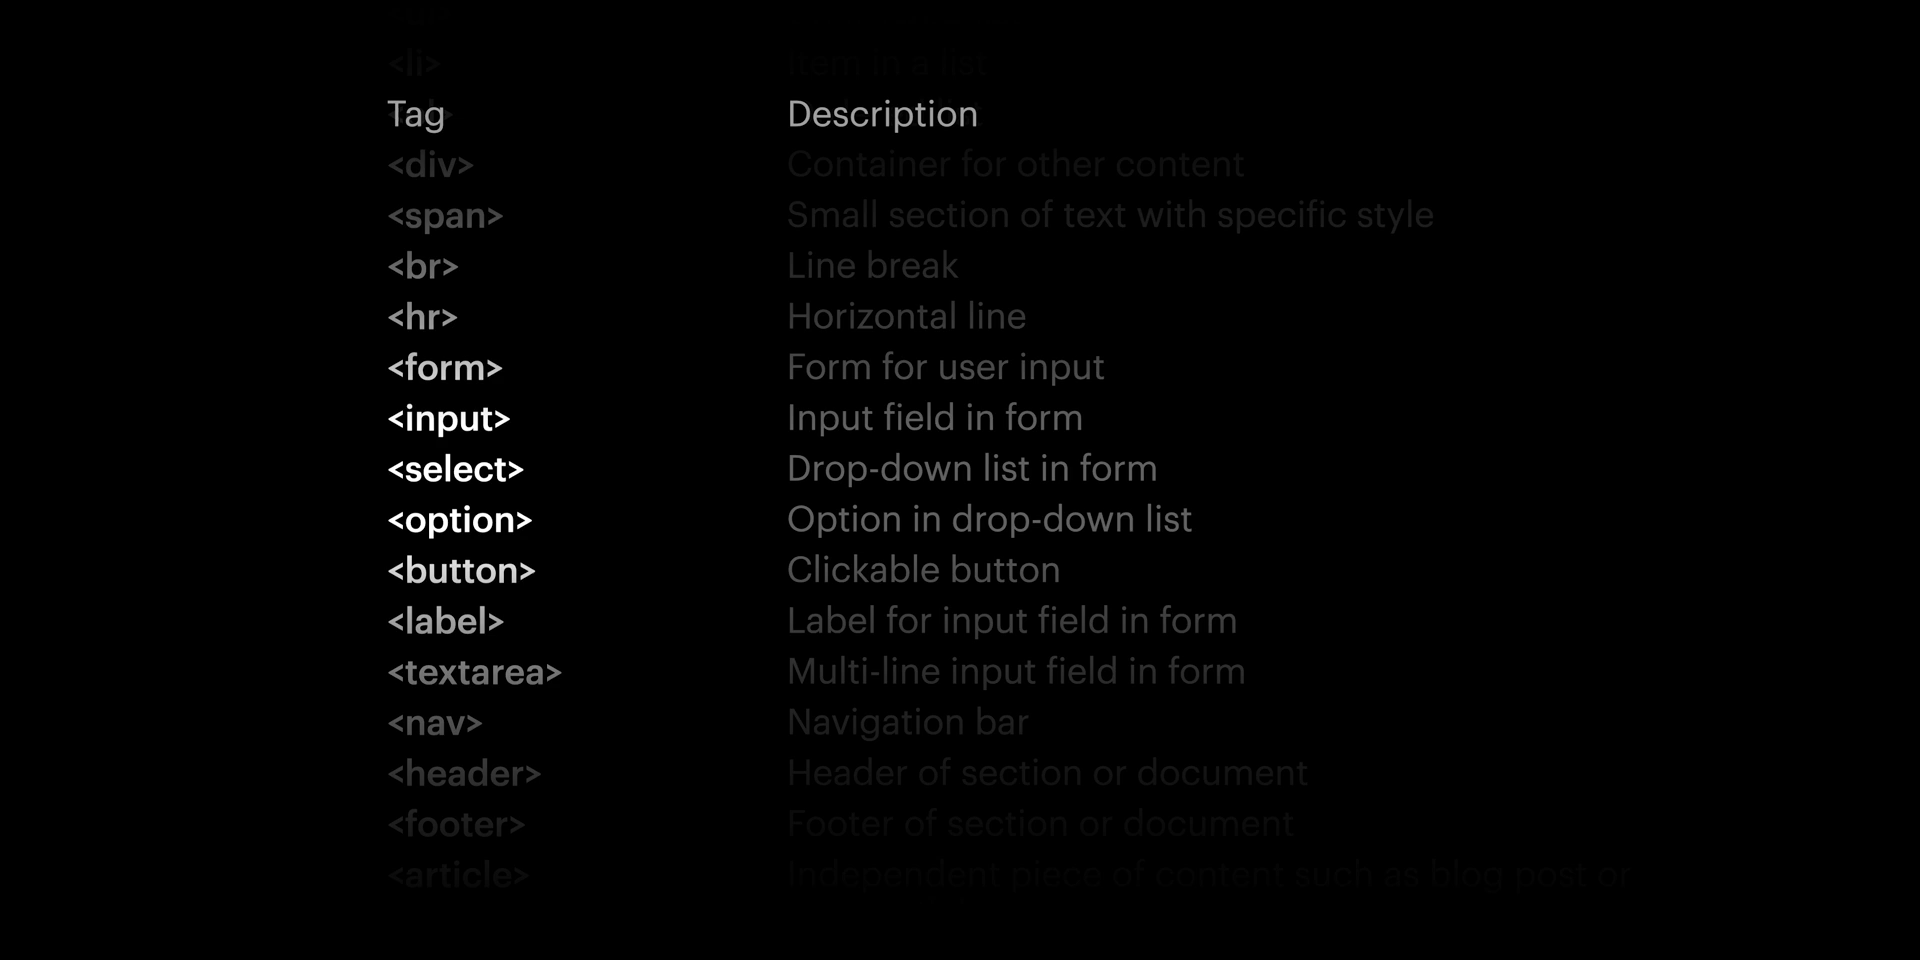 <li> Item in a list
Tag Description
<div> Container for other content
<span> Small section of text with specific style
<br> Line break
<hr> Horizontal line
<form> Form for user input
<input> Input field in form
<select> Drop-down list in form
<option> Option in drop-down list
<button> Clickable button
<label> Label for input field in form
<textarea> Multi-line input field in form
<nav> Navigation bar
<header> Header of section or document
<footer> Footer of section or document
<article> Independent piece of content such as blog post or